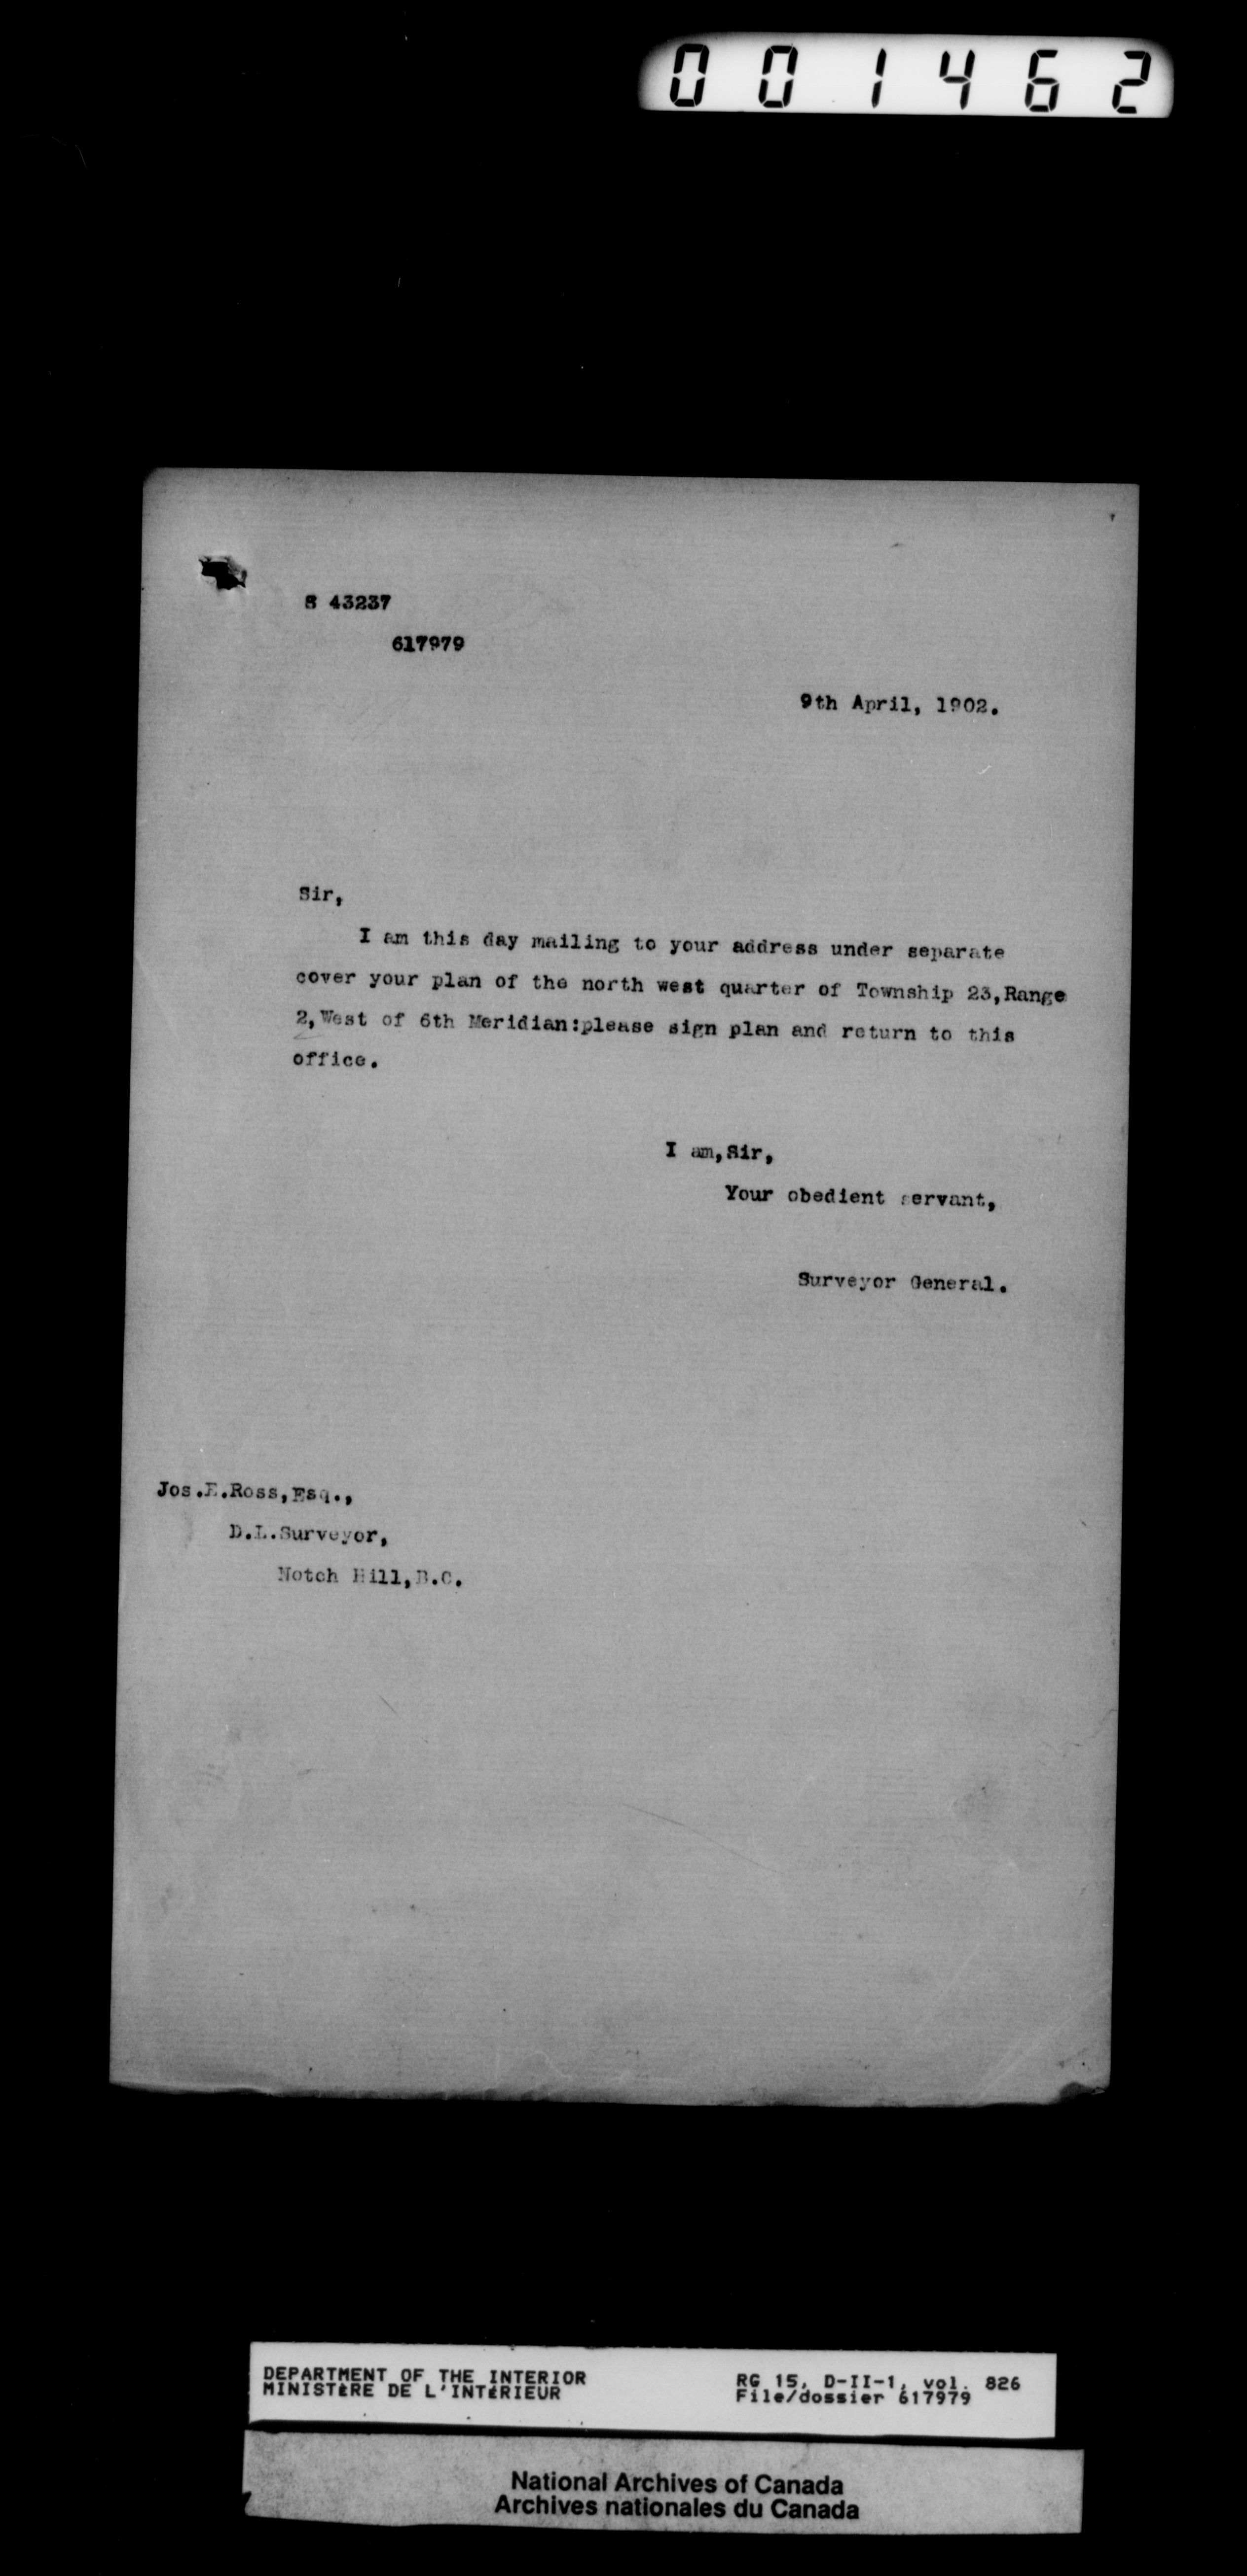 001462
S 43237
617979
9th April, 1902.
Sir,
I am this day mailing to your address under separate
cover your plan of the north west quarter of Township 23,Range
2,West of 6th Meridian:please sign plan and return to this
office.
I am,Sir,
Your obedient servant,
Surveyor General.
Jos.E.Ross,Esq.,
D.L.Surveyor,
Notch Hill,B.C.
DEPARTMENT OF THE INTERIOR
MINISTÈRE DE L'INTÉRIEUR
RG 15, D-II-1, vol. 826
File/dossier 617979
National Archives of Canada
Archives nationales du Canada